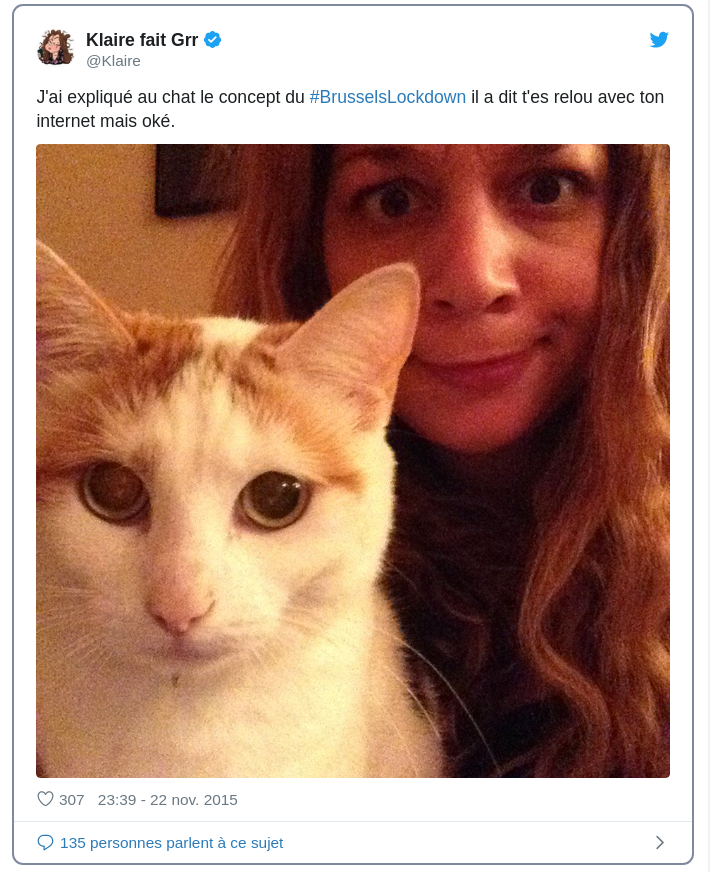 Klaire fait Grr
@Klaire
J'ai expliqué au chat le concept du #BrusselsLockdown il a dit t'es relou avec ton
internet mais oké.
307 23:39 - 22 nov. 2015
135 personnes parlent à ce sujet